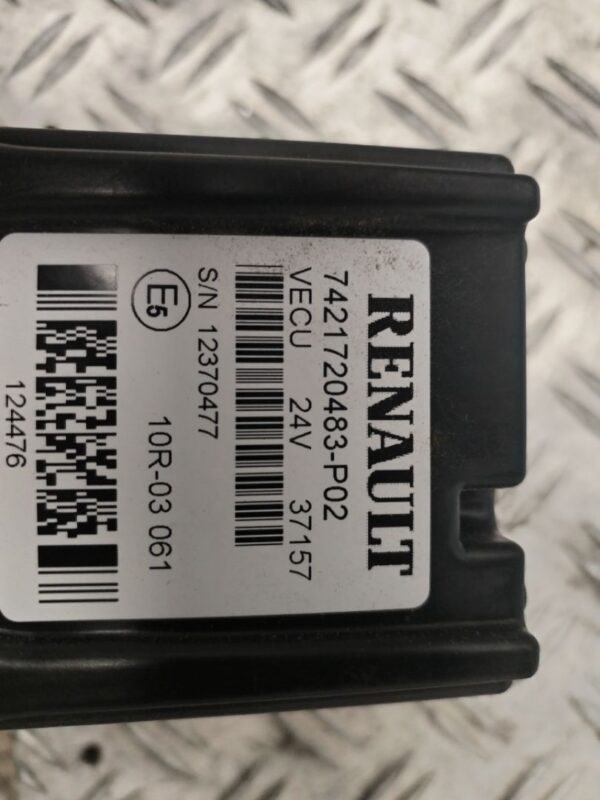 RENAULT
7421720483-P02
VECU 24V 37157
S/N 12370477
E5 10R-03 061
124476